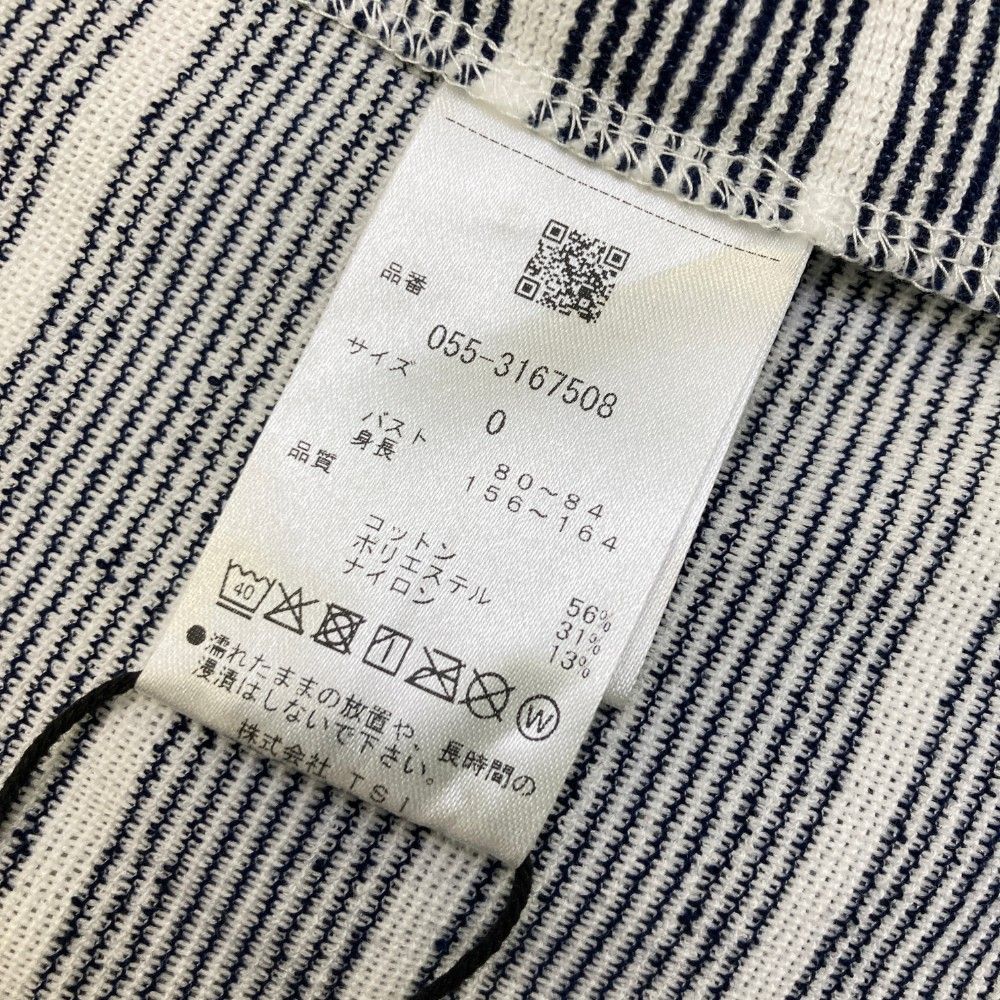 品番
055-3167508
サイズ
0
バスト 80~84
身長 156~164
品質
コットン 56%
ポリエステル 31%
ナイロン 13%
40
W
●濡れたままの放置や、長時間の
浸漬はしないで下さい。
株式会社 TSI